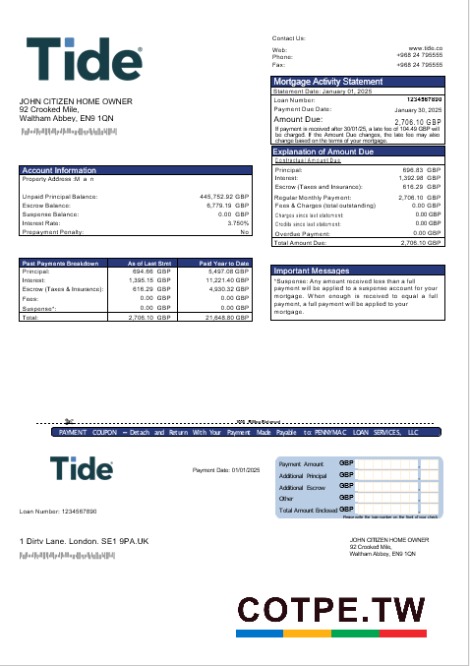 Tide
Contact Us:
Web: www.tide.co
Phone: +968 24 795555
Fax: +968 24 795555
Mortgage Activity Statement
Statement Date: January 01, 2025
Loan Number: 1234567890
Payment Due Date: January 30, 2025
Amount Due: 2,706.10 GBP
If payment is received after 30/01/25, a late fee of 104.49 GBP will be charged. If the Amount Due changes, the late fee may also change based on the terms of the mortgage.
JOHN CITIZEN HOME OWNER
92 Crooked Mile,
Waltham Abbey, EN9 1QN
Explanation of Amount Due
Contractual Amount Due
Principal: 696.83 GBP
Interest: 1,392.98 GBP
Escrow (Taxes and Insurance): 616.29 GBP
Regular Monthly Payment: 2,706.10 GBP
Fees & Charges (total outstanding) 0.00 GBP
Charges since last statement: 0.00 GBP
Credits since last statement: 0.00 GBP
Overdue Payment: 0.00 GBP
Total Amount Due: 2,706.10 GBP
Account Information
Property Address :M a n
Unpaid Principal Balance: 445,752.92 GBP
Escrow Balance: 6,779.19 GBP
Suspense Balance: 0.00 GBP
Interest Rate: 3.750%
Prepayment Penalty: No
Past Payments Breakdown As of Last Stmt Paid Year to Date
Principal: 694.66 GBP 5,497.08 GBP
Interest: 1,395.15 GBP 11,221.40 GBP
Escrow (Taxes & Insurance): 616.29 GBP 4,930.32 GBP
Fees: 0.00 GBP 0.00 GBP
Suspense*: 0.00 GBP 0.00 GBP
Total: 2,706.10 GBP 21,648.80 GBP
Important Messages
*Suspense: Any amount received less than a full
payment will be applied to a suspense account for your
mortgage. When enough is received to equal a full
payment, a full payment will be applied to your
mortgage.
PAYMENT COUPON – Detach and Return With Your Payment Made Payable to: PENNYMAC LOAN SERVICES, LLC
Tide
Payment Date: 01/01/2025
Payment Amount GBP
Additional Principal GBP
Additional Escrow GBP
Other GBP
Total Amount Enclosed GBP
Loan Number: 1234567890
1 Dirty Lane. London. SE1 9PA.UK
JOHN CITIZEN HOME OWNER
92 Crooked Mile,
Waltham Abbey, EN9 1QN
COTPE.TW